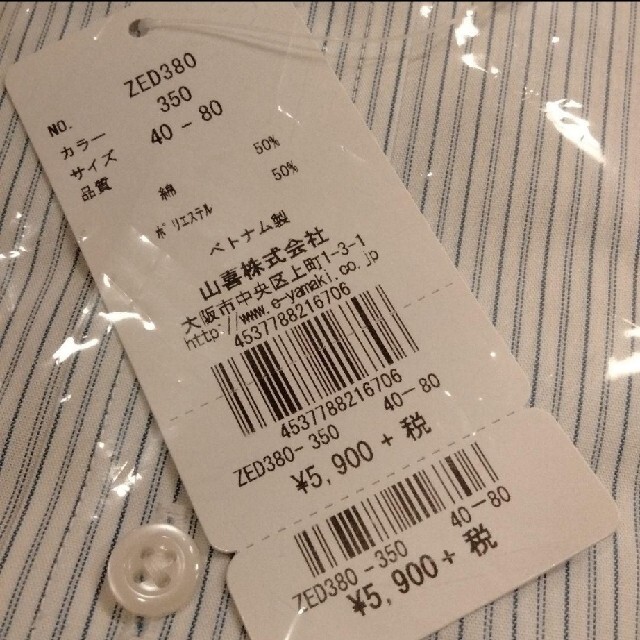 NO. ZED380
カラー 350
サイズ 40-80
品質 綿 50%
ポリエステル 50%
ベトナム製
山喜株式会社
大阪市中央区上町1-3-1
http://www.e-yamaki.co.jp
4537788216706
4537788216706
ZED380-350 40-80
¥5,900+税
ZED380-350 40-80
¥5,900+税